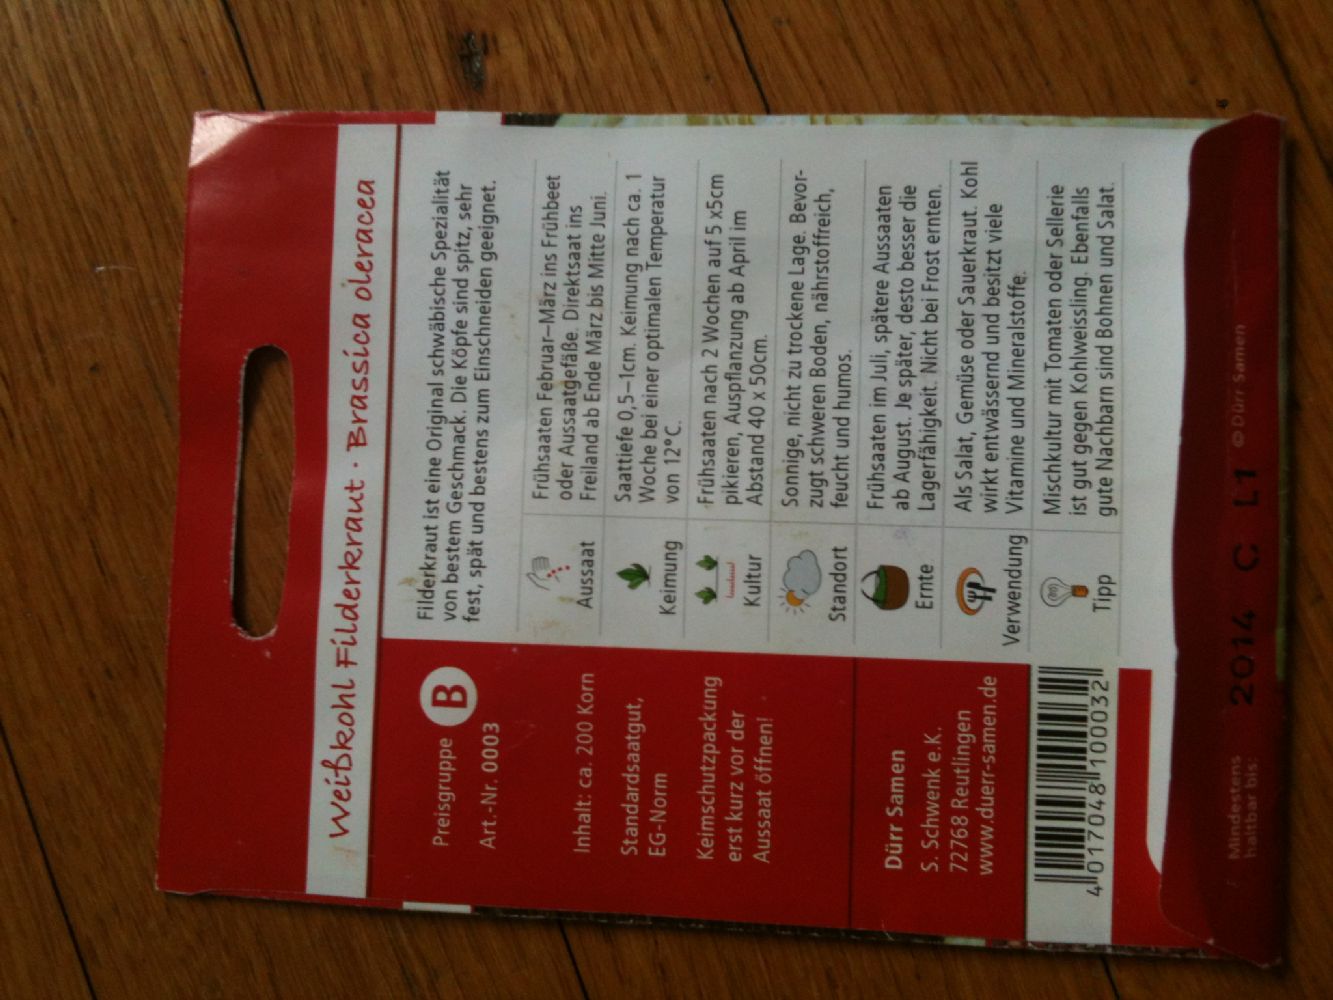 Weißkohl Filderkraut · Brassica oleracea
Preisgruppe B
Art.-Nr. 0003
Inhalt: ca. 200 Korn
Standardsaatgut,
EG-Norm
Keimschutzpackung
erst kurz vor der
Aussaat öffnen!
Dürr Samen
S. Schwenk e.K.
72768 Reutlingen
www.duerr-samen.de
4 017048 100032
Filderkraut ist eine Original schwäbische Spezialität
von bestem Geschmack. Die Köpfe sind spitz, sehr
fest, spät und bestens zum Einschneiden geeignet.
Aussaat
Frühsaaten Februar–März ins Frühbeet
oder Aussaatgefäße. Direktsaat ins
Freiland ab Ende März bis Mitte Juni.
Keimung
Saattiefe 0,5–1cm. Keimung nach ca. 1
Woche bei einer optimalen Temperatur
von 12°C.
Kultur
Frühsaaten nach 2 Wochen auf 5 x5cm
pikieren, Auspflanzung ab April im
Abstand 40 x 50cm.
Standort
Sonnige, nicht zu trockene Lage. Bevor-
zugt schweren Boden, nährstoffreich,
feucht und humos.
Ernte
Frühsaaten im Juli, spätere Aussaaten
ab August. Je später, desto besser die
Lagerfähigkeit. Nicht bei Frost ernten.
Verwendung
Als Salat, Gemüse oder Sauerkraut. Kohl
wirkt entwässernd und besitzt viele
Vitamine und Mineralstoffe.
Tipp
Mischkultur mit Tomaten oder Sellerie
ist gut gegen Kohlweissling. Ebenfalls
gute Nachbarn sind Bohnen und Salat.
Mindestens
haltbar bis:
2014 C L1
© Dürr Samen